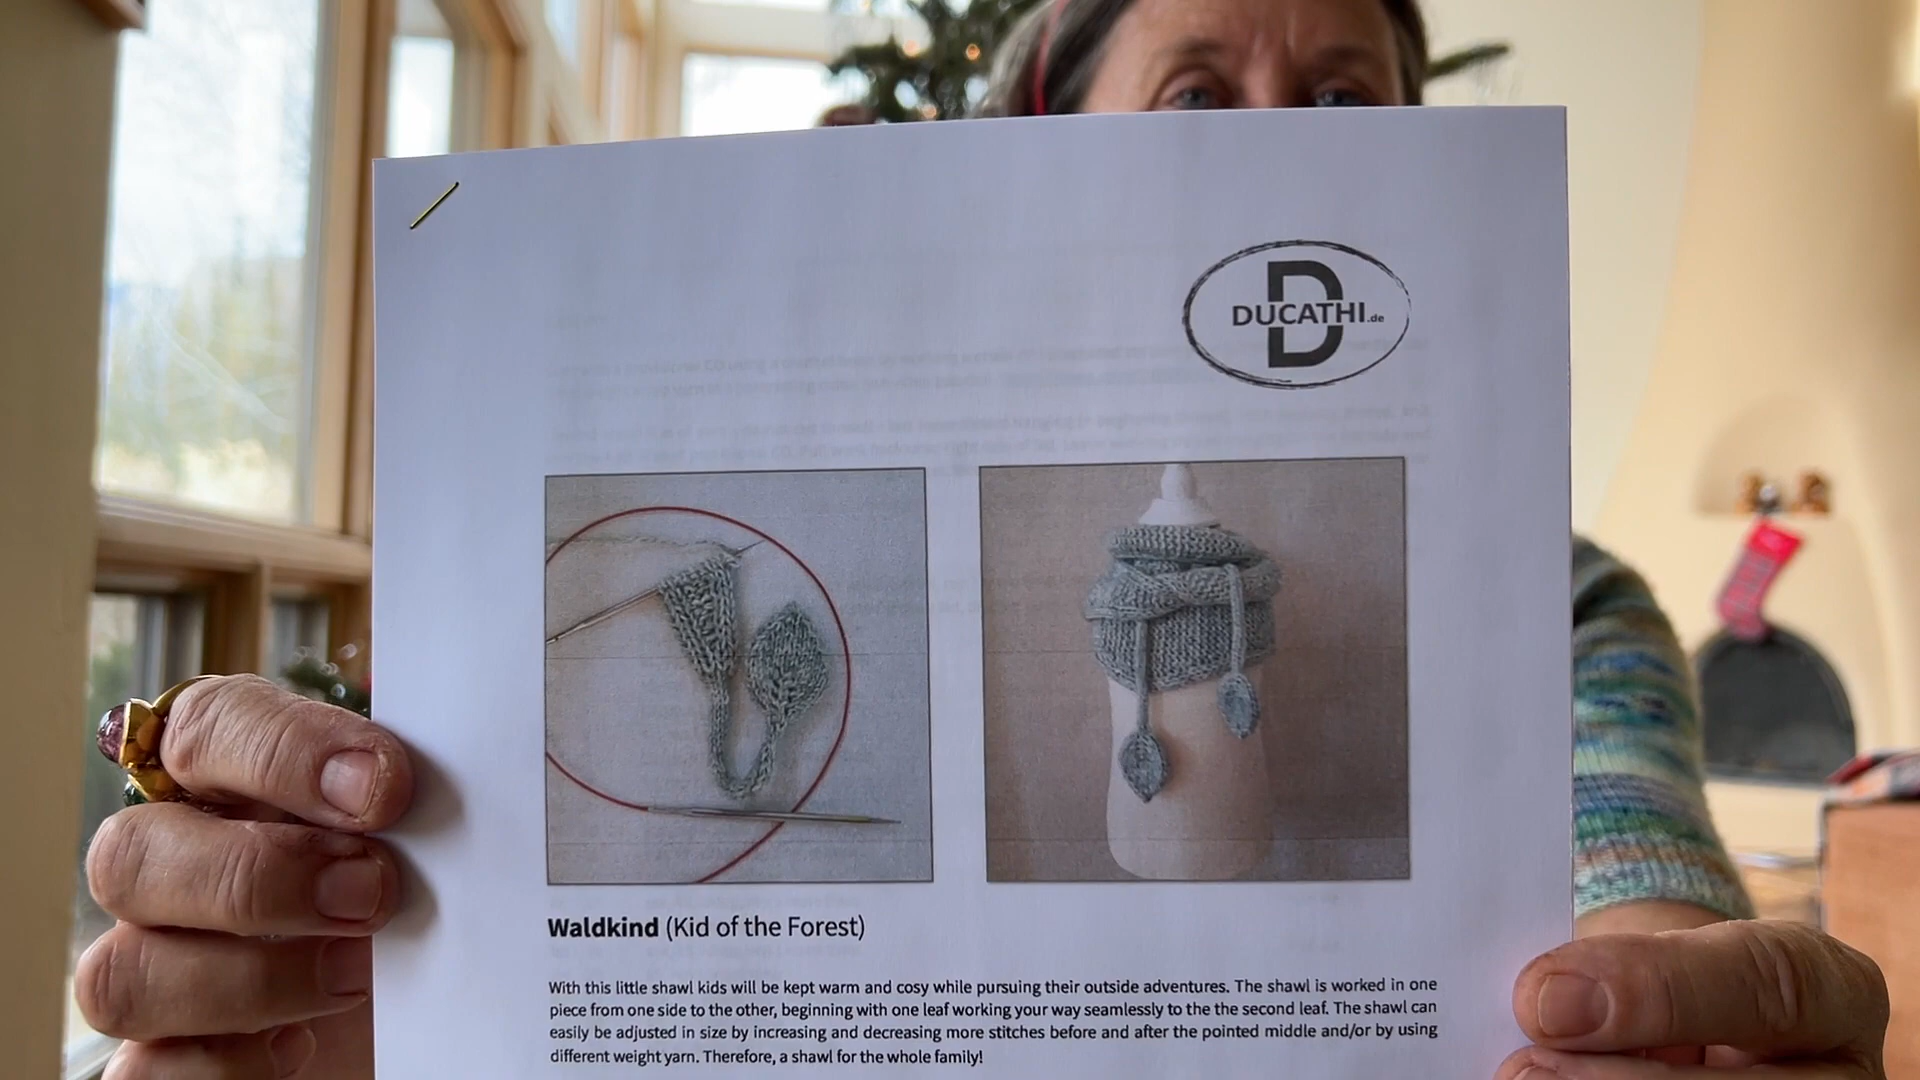 D
DUCATHI.de
Waldkind (Kid of the Forest)
With this little shawl kids will be kept warm and cosy while pursuing their outside adventures. The shawl is worked in one
piece from one side to the other, beginning with one leaf working your way seamlessly to the the second leaf. The shawl can
easily be adjusted in size by increasing and decreasing more stitches before and after the pointed middle and/or by using
different weight yarn. Therefore, a shawl for the whole family!